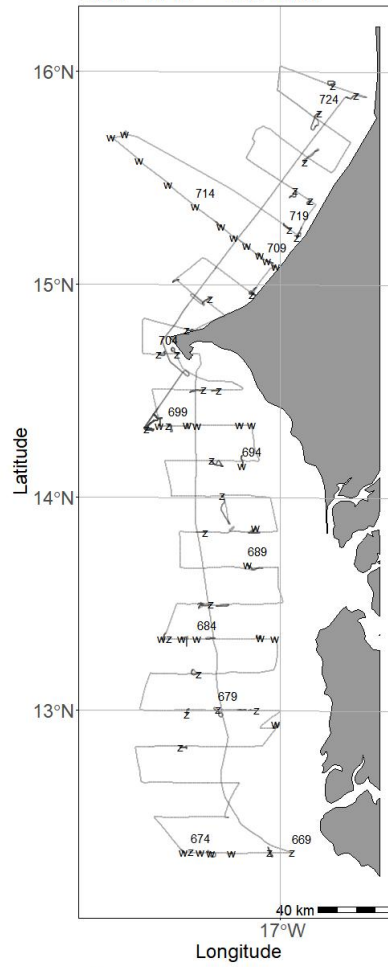 16°N
724
Z
Z
Z
W
W
W
Z
W
714
Z
W
Z
W
719
Z
W
Z
W
709
W
W
W
W
15°N
Z
Z
Z
704
Z
Z
Z
Z
699
Z
W
Z
W
W
W
W
694
Z
W
14°N
Z
Z
Z
689
W
Z
684
W
Z
W
W
W
W
Z
679
13°N
Z
Z
Z
W
Z
674
669
W
Z
W
W
W
Z
Z
40 km
17°W
Latitude
Longitude